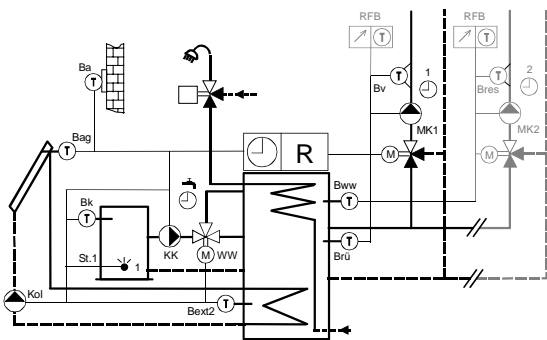 RFB
T
RFB
T
Ba
T
T
1
Bv
T
2
Bres
MK1
MK2
Bag
T
R
M
M
Bww
T
Bk
T
St.1
1
KK
M
WW
Brü
T
Kol
Bext2
T